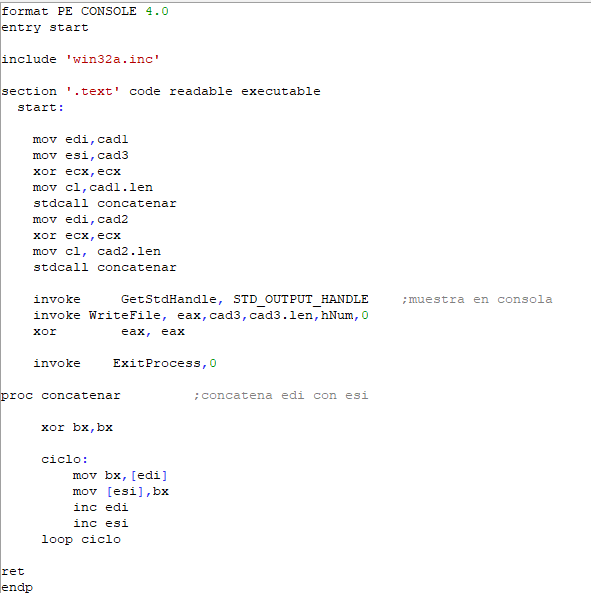 format PE CONSOLE 4.0
entry start
include 'win32a.inc'
section '.text' code readable executable
start:
mov edi,cad1
mov esi,cad3
xor ecx,ecx
mov cl,cad1.len
stdcall concatenar
mov edi,cad2
xor ecx,ecx
mov cl, cad2.len
stdcall concatenar
invoke GetStdHandle, STD_OUTPUT_HANDLE ;muestra en consola
invoke WriteFile, eax,cad3,cad3.len,hNum,0
xor eax, eax
invoke ExitProcess,0
proc concatenar ;concatena edi con esi
xor bx,bx
ciclo:
mov bx,[edi]
mov [esi],bx
inc edi
inc esi
loop ciclo
ret
endp